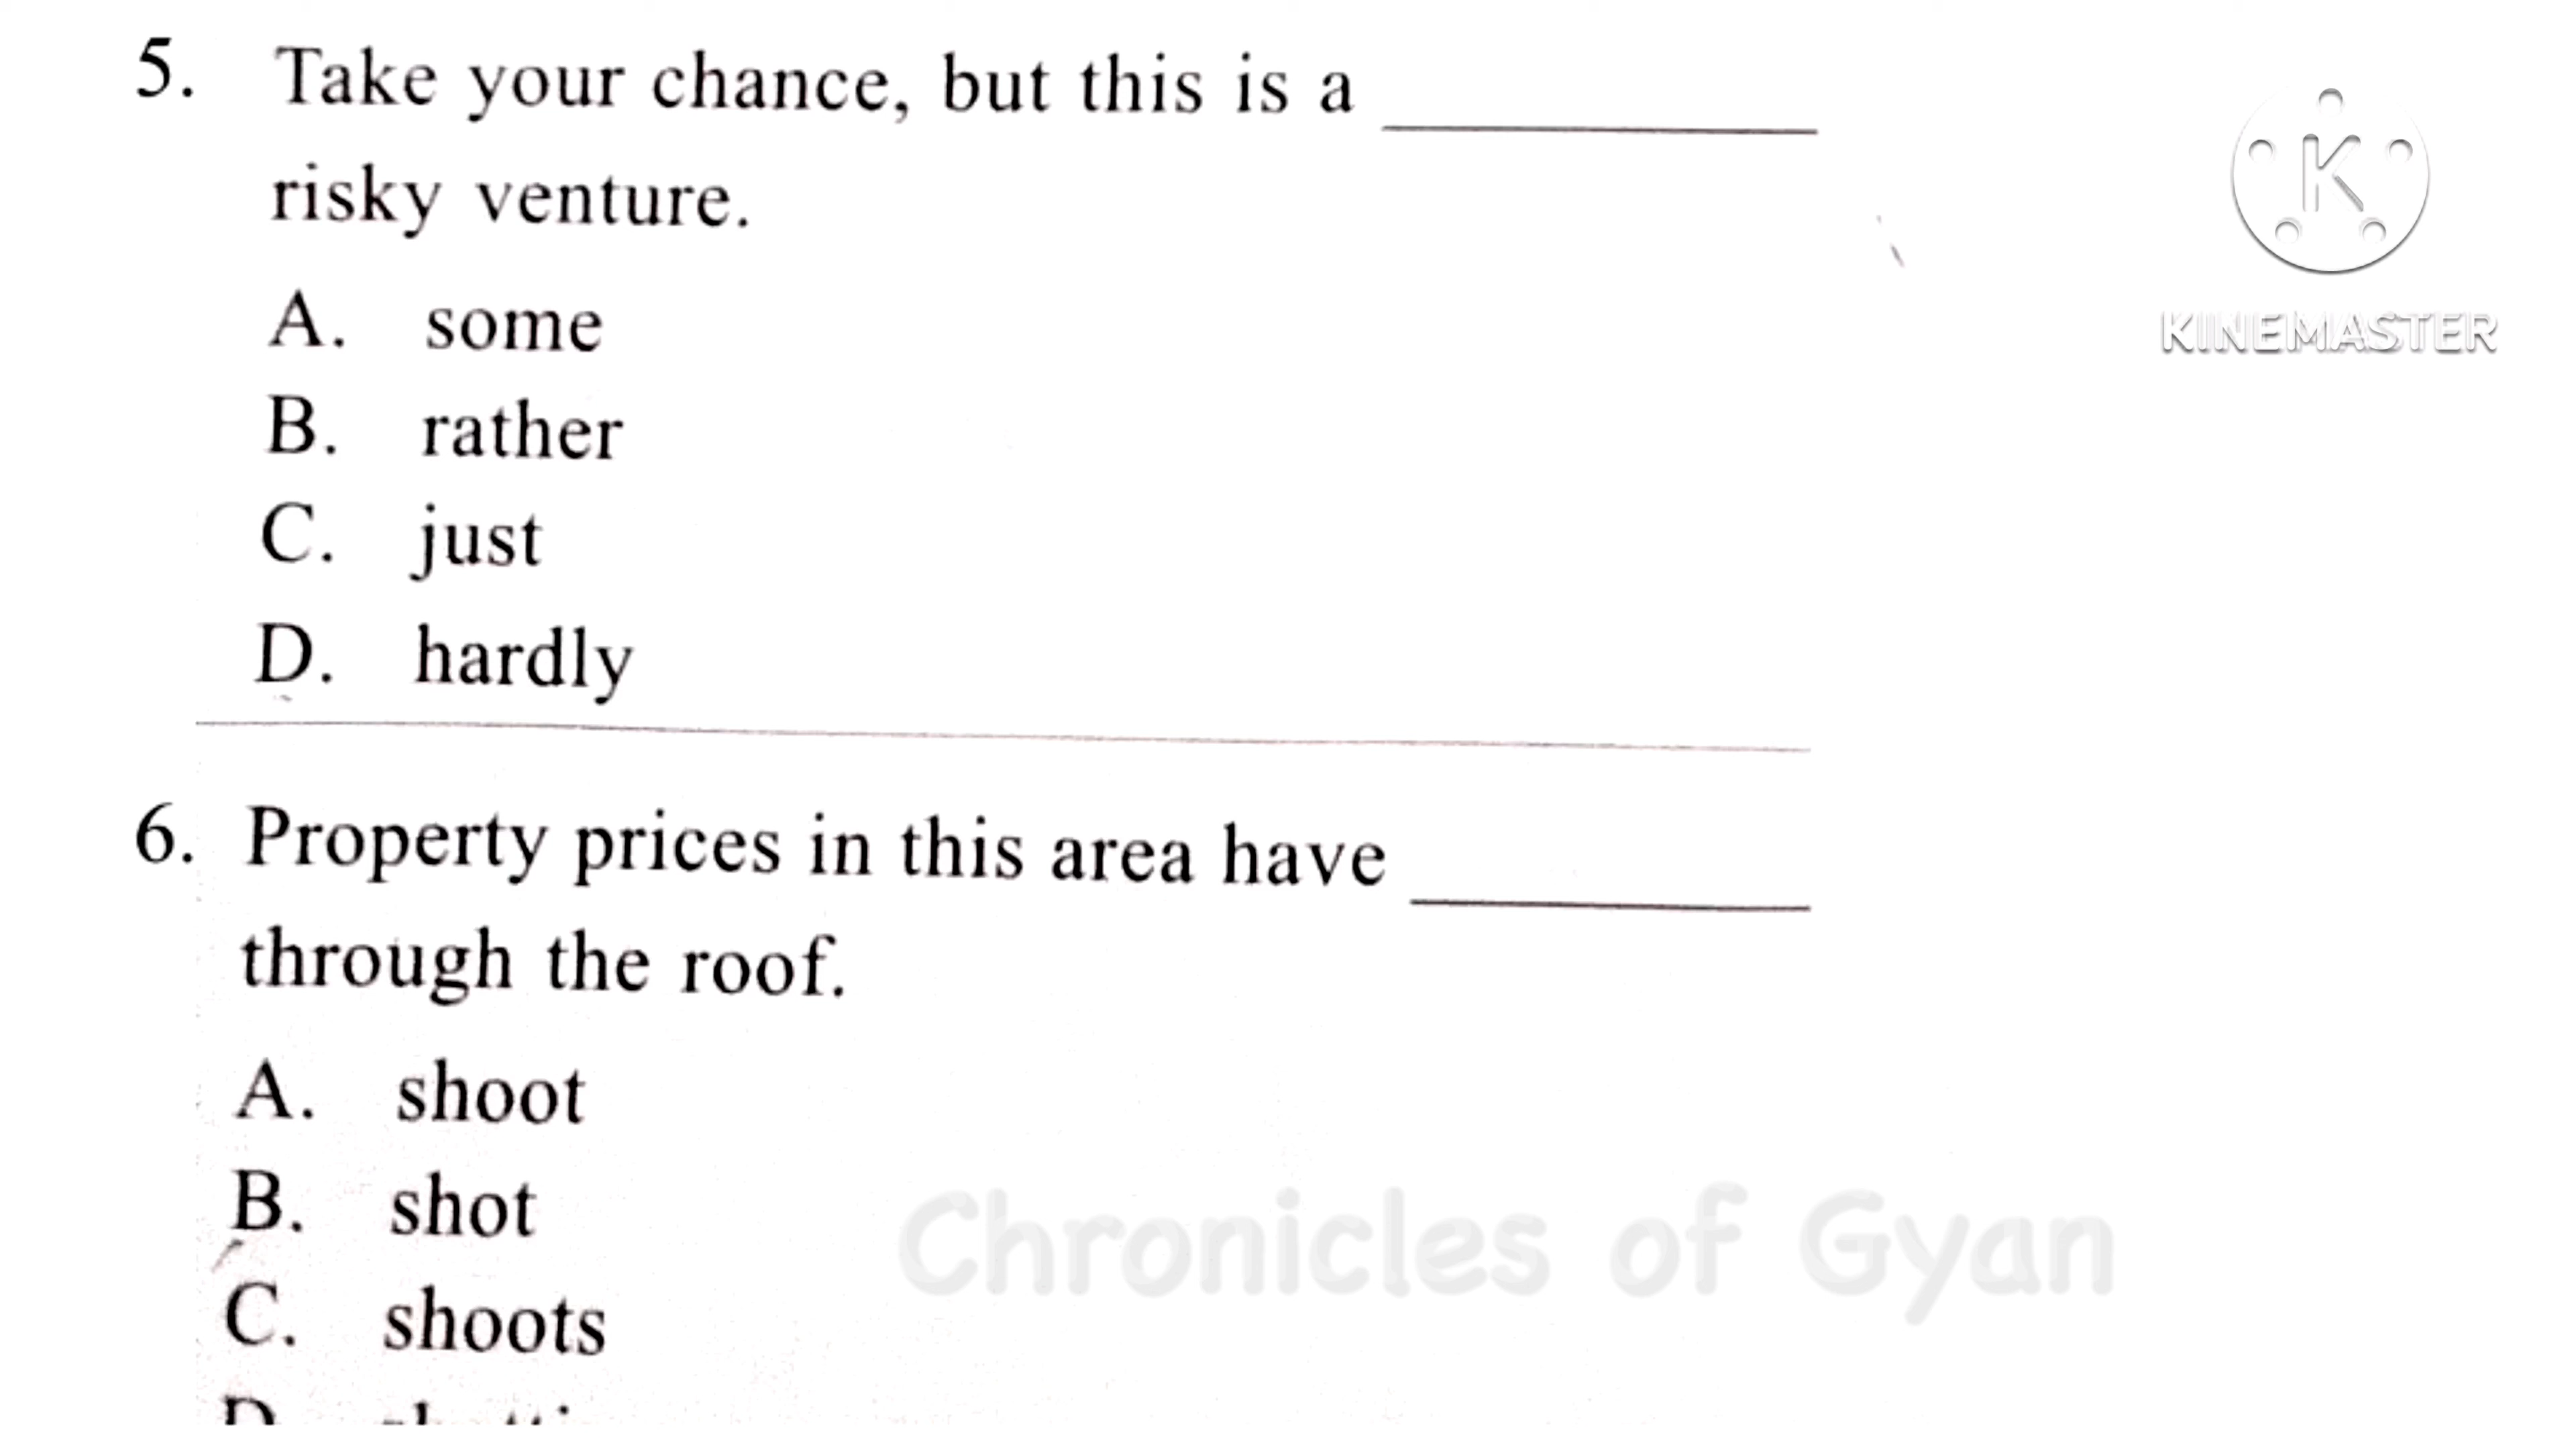 5. Take your chance, but this is a ________
risky venture.
A. some
B. rather
C. just
D. hardly
6. Property prices in this area have ________
through the roof.
A. shoot
B. shot
C. shoots
D.
KINEMASTER
Chronicles of Gyan